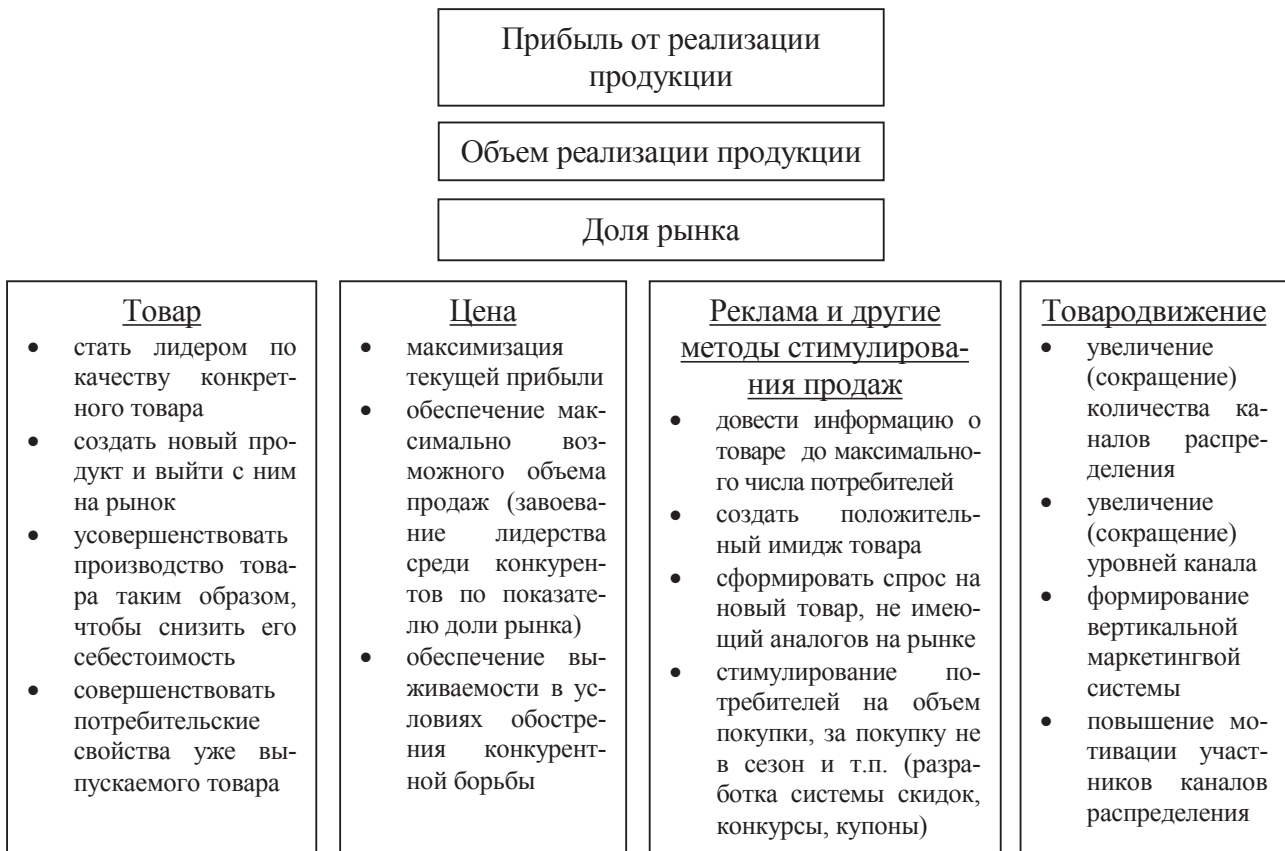 Прибыль от реализации
продукции
Объем реализации продукции
Доля рынка
Товар
• стать лидером по
качеству конкрет-
ного товара
• создать новый про-
дукт и выйти с ним
на рынок
• усовершенствовать
производство това-
ра таким образом,
чтобы снизить его
себестоимость
• совершенствовать
потребительские
свойства уже вы-
пускаемого товара
Цена
• максимизация
текущей прибыли
• обеспечение мак-
симально воз-
можного объема
продаж (завоева-
ние лидерства
среди конкурен-
тов по показате-
лю доли рынка)
• обеспечение вы-
живаемости в ус-
ловиях обостре-
ния конкурент-
ной борьбы
Реклама и другие
методы стимулирова-
ния продаж
• довести информацию о
товаре до максимально-
го числа потребителей
• создать положитель-
ный имидж товара
• сформировать спрос на
новый товар, не имею-
щий аналогов на рынке
• стимулирование по-
требителей на объем
покупки, за покупку не
в сезон и т.п. (разра-
ботка системы скидок,
конкурсы, купоны)
Товародвижение
• увеличение
(сокращение)
количества ка-
налов распре-
деления
• увеличение
(сокращение)
уровней канала
• формирование
вертикальной
маркетингвой
системы
• повышение мо-
тивации участ-
ников каналов
распределения